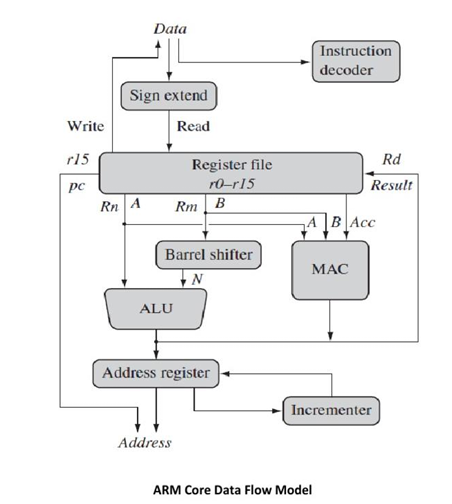 Data
Instruction
decoder
Sign extend
Write
Read
r15
Register file
Rd
pc
r0–r15
Result
Rn
A
Rm
B
A
B
Acc
Barrel shifter
N
MAC
ALU
Address register
Incrementer
Address
ARM Core Data Flow Model